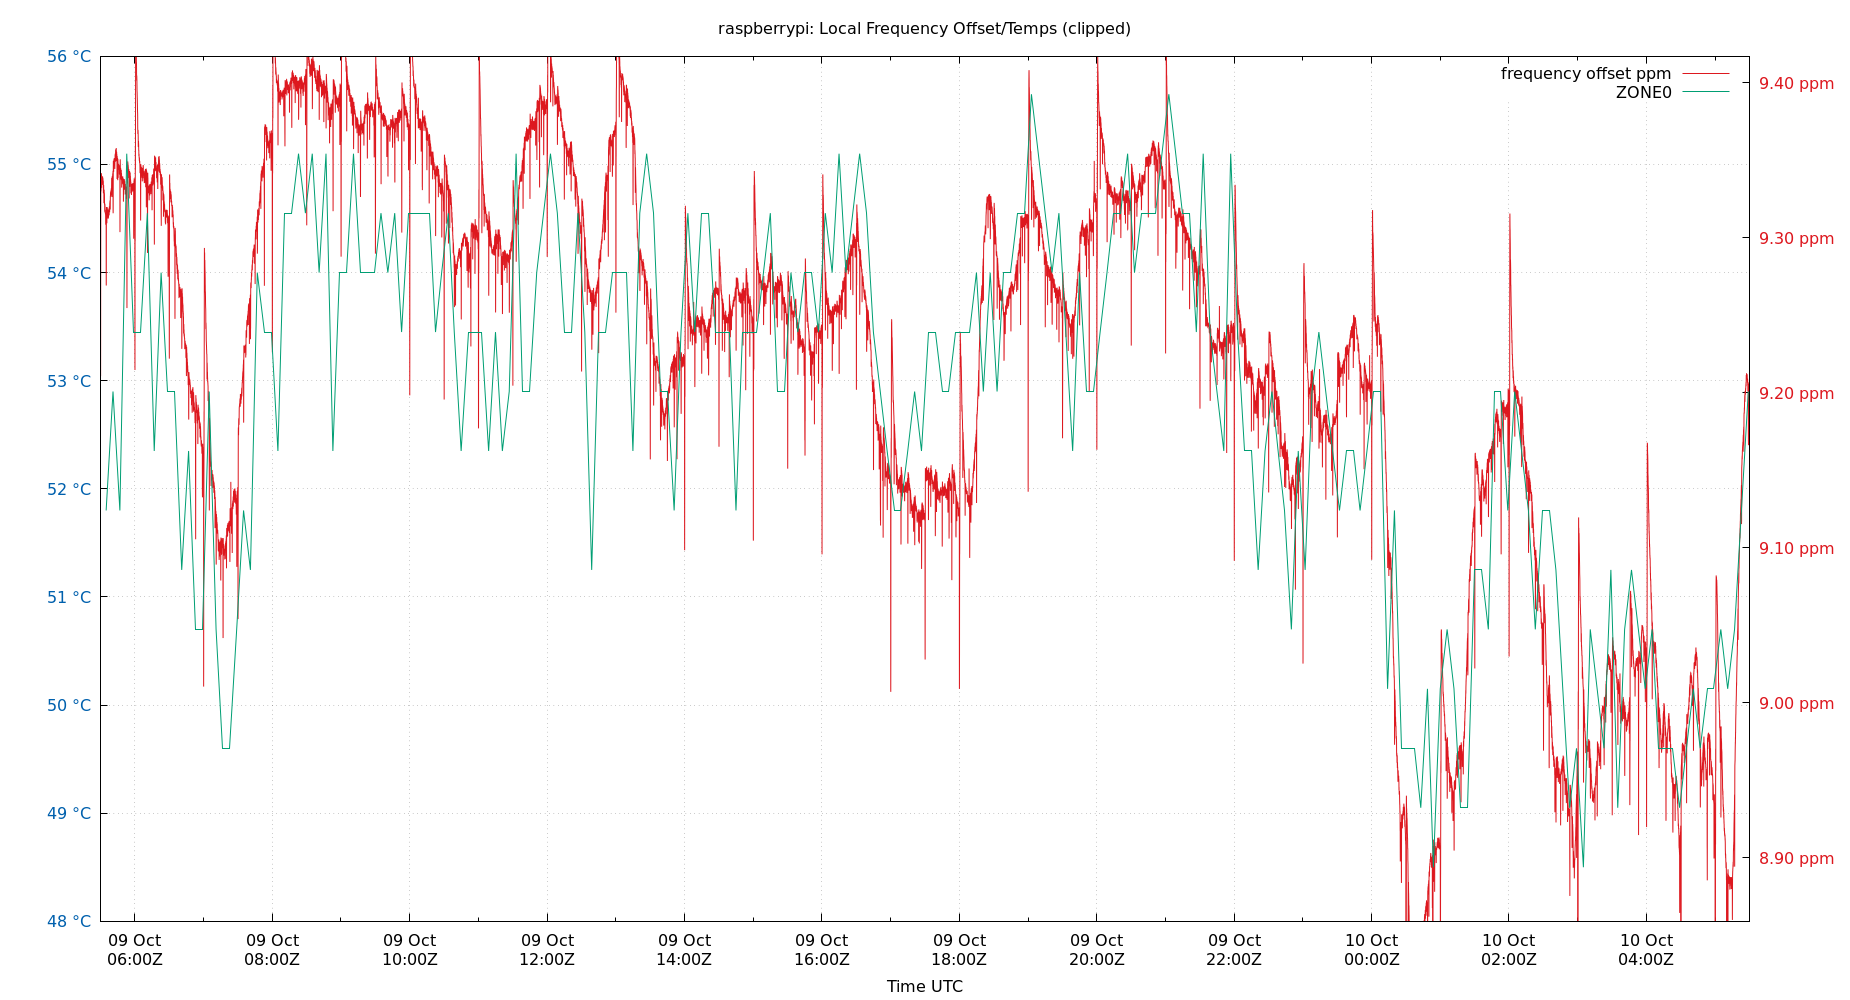 raspberrypi: Local Frequency Offset/Temps (clipped)
frequency offset ppm
ZONE0
56 °C
55 °C
54 °C
53 °C
52 °C
51 °C
50 °C
49 °C
48 °C
9.40 ppm
9.30 ppm
9.20 ppm
9.10 ppm
9.00 ppm
8.90 ppm
09 Oct
06:00Z
09 Oct
08:00Z
09 Oct
10:00Z
09 Oct
12:00Z
09 Oct
14:00Z
09 Oct
16:00Z
09 Oct
18:00Z
09 Oct
20:00Z
09 Oct
22:00Z
10 Oct
00:00Z
10 Oct
02:00Z
10 Oct
04:00Z
Time UTC